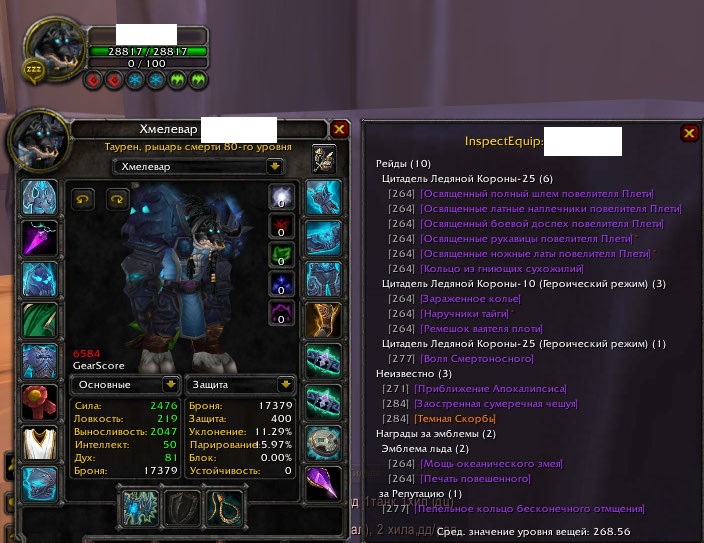 28817 / 28817
0 / 100
zzz
Хмелевар
Таурен, рыцарь смерти 80-го уровня
Хмелевар
0
0
0
0
0
6584
GearScore
Основные
Защита
Сила: 2476
Ловкость: 219
Выносливость: 2047
Интеллект: 50
Дух: 81
Броня: 17379
Броня: 17379
Защита: 400
Уклонение: 11.29%
Парирование: 15.97%
Блок: 0.00%
Устойчивость: 0
InspectEquip:
Рейды (10)
Цитадель Ледяной Короны-25 (6)
[264] [Освященный полный шлем повелителя Плети]
[264] [Освященные латные наплечники повелителя Плети]
[264] [Освященный боевой доспех повелителя Плети]
[264] [Освященные рукавицы повелителя Плети]*
[264] [Освященные ножные латы повелителя Плети]*
[264] [Кольцо из гниющих сухожилий]
Цитадель Ледяной Короны-10 (Героический режим) (3)
[264] [Зараженное колье]
[264] [Наручники тайги]*
[264] [Ремешок ваятеля плоти]
Цитадель Ледяной Короны-25 (Героический режим) (1)
[277] [Воля Смертоносного]
Неизвестно (3)
[271] [Приближение Апокалипсиса]
[284] [Заостренная сумеречная чешуя]
[284] [Темная Скорбь]
Награды за эмблемы (2)
Эмблема льда (2)
[264] [Мощь океанического змея]
[264] [Печать повешенного]
за Репутацию (1)
[277] [Пепельное кольцо бесконечного отмщения]
Сред. значение уровня вещей: 268.56